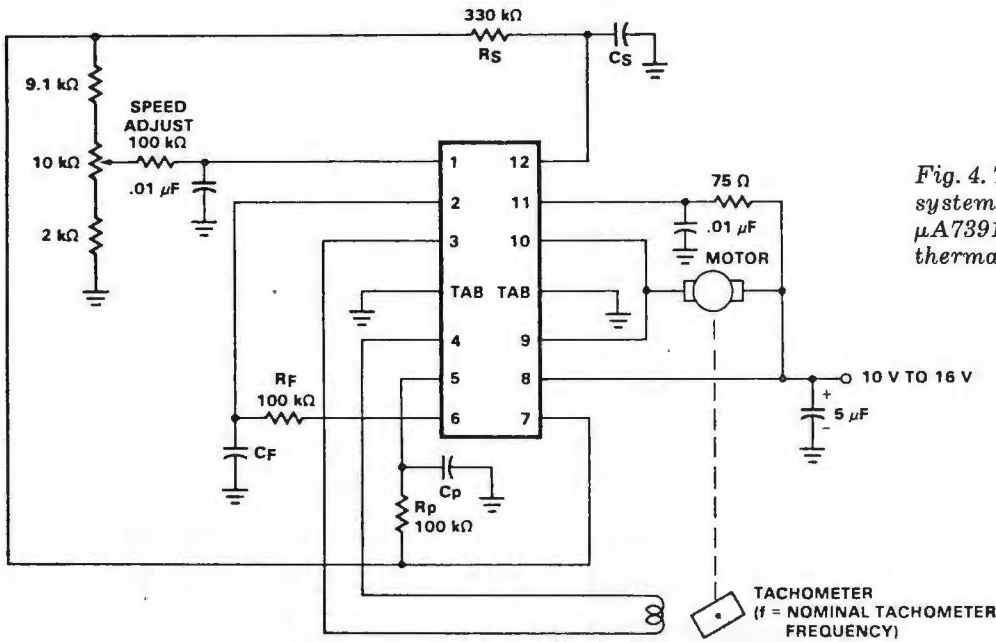 330 kΩ
RS
CS
9.1 kΩ
SPEED
ADJUST
100 kΩ
10 kΩ
.01 μF
2 kΩ
1
2
3
TAB
4
5
6
12
11
10
TAB
9
8
7
75 Ω
.01 μF
MOTOR
Fig. 4. T
system
μA7391
therma
RF
100 kΩ
CF
Cp
Rp
100 kΩ
10 V TO 16 V
+
5 μF
−
TACHOMETER
(f = NOMINAL TACHOMETER
FREQUENCY)